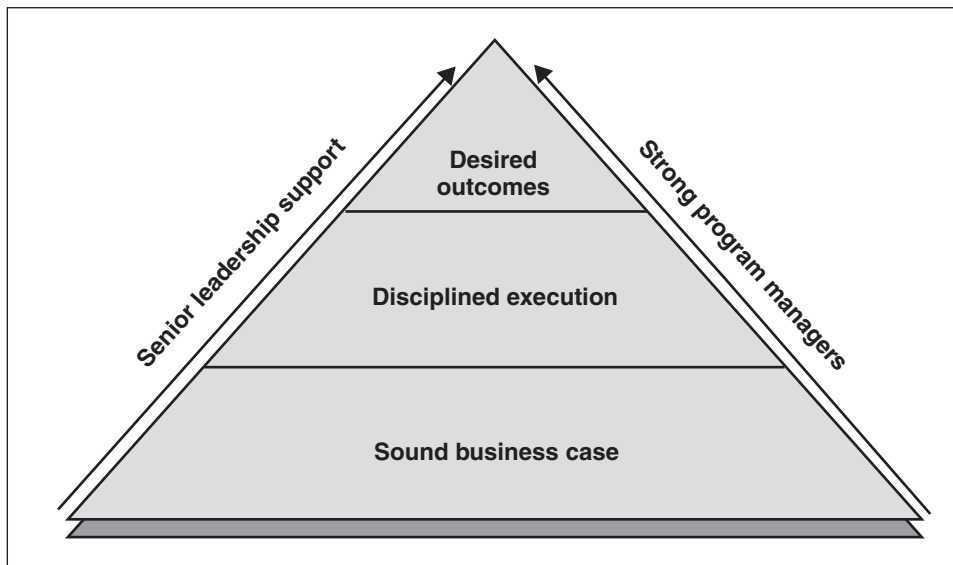 Desired
outcomes
Senior leadership support
Strong program managers
Disciplined execution
Sound business case